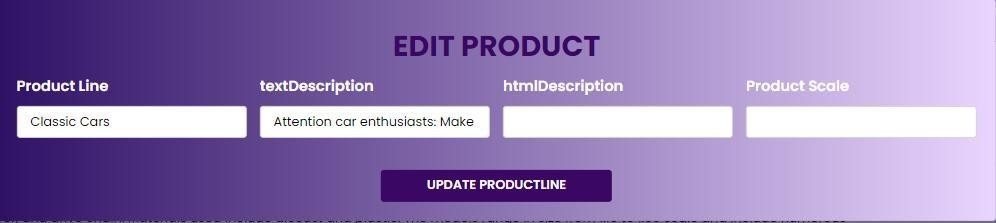 EDIT PRODUCT
Product Line textDescription htmlDescription Product Scale
Classic Cars Attention car enthusiasts: Make
UPDATE PRODUCTLINE